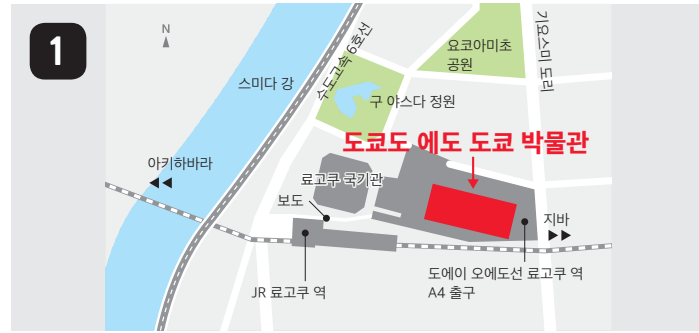 1
N
스미다 강
수도고속 6호선
요코아미초
공원
기요스미 도리
구 야스다 정원
도쿄도 에도 도쿄 박물관
아키하바라
료고쿠 국기관
보도
지바
JR 료고쿠 역
도에이 오에도선 료고쿠 역
A4 출구